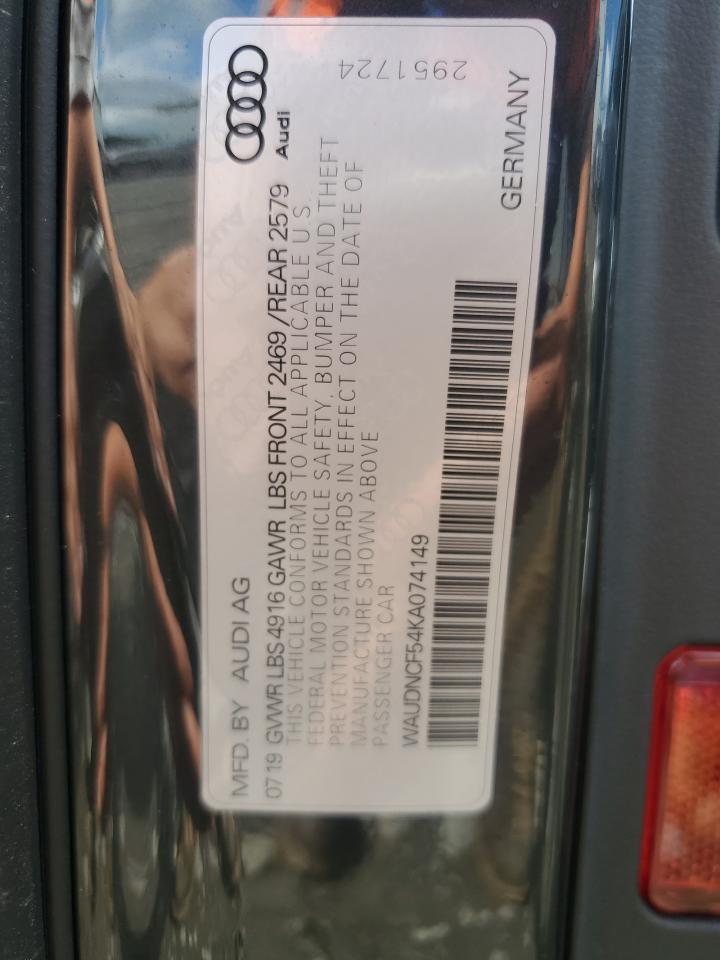 MFD. BY AUDI AG
Audi
0719 GVWR LBS 4916 GAWR LBS FRONT 2469 / REAR 2579
THIS VEHICLE CONFORMS TO ALL APPLICABLE U.S.
FEDERAL MOTOR VEHICLE SAFETY, BUMPER AND THEFT
PREVENTION STANDARDS IN EFFECT ON THE DATE OF
MANUFACTURE SHOWN ABOVE
PASSENGER CAR
WAUDNCF54KA074149
2951724
GERMANY